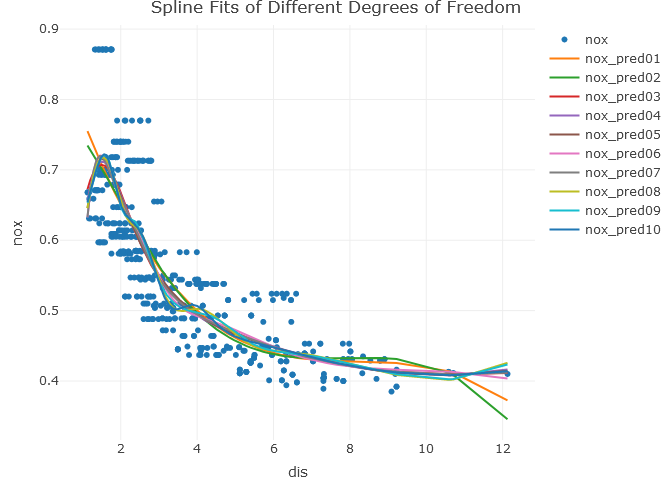 Spline Fits of Different Degrees of Freedom
0.9
0.8
0.7
0.6
0.5
0.4
nox
2
4
6
8
10
12
dis
nox
nox_pred01
nox_pred02
nox_pred03
nox_pred04
nox_pred05
nox_pred06
nox_pred07
nox_pred08
nox_pred09
nox_pred10